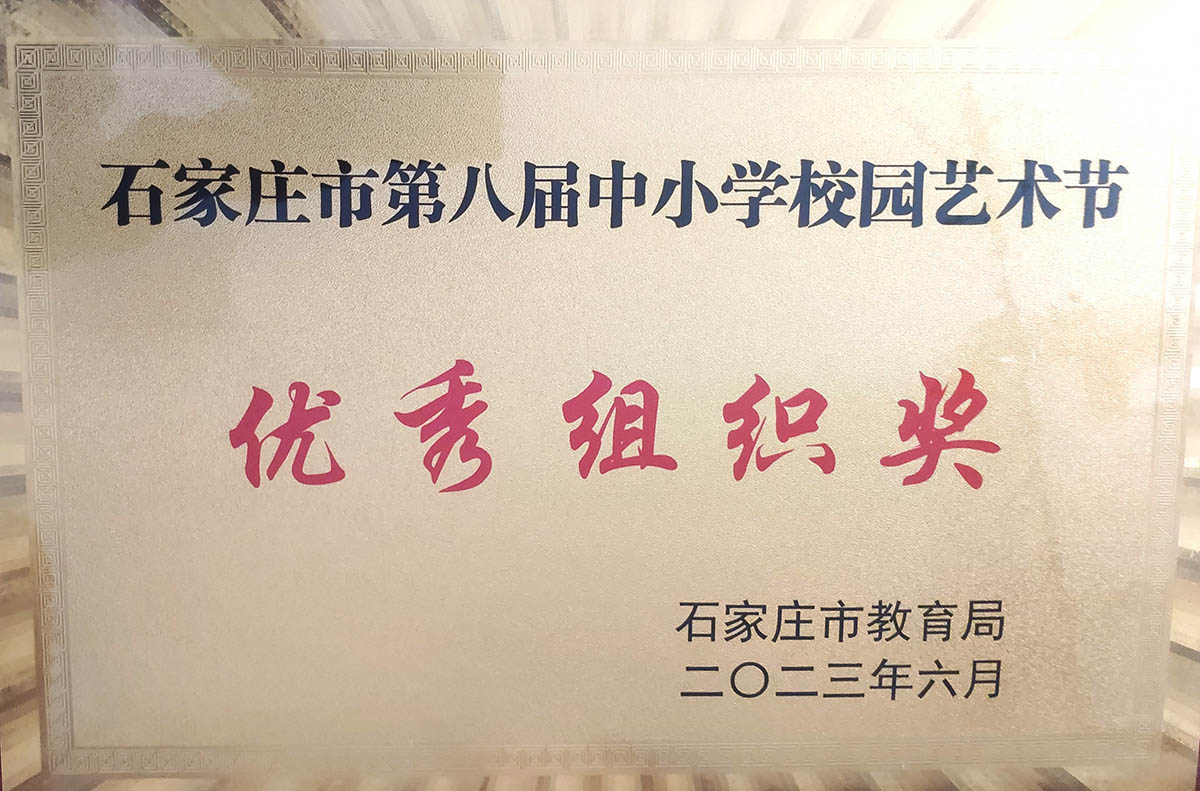 石家庄市第八届中小学校园艺术节
优秀组织奖
石家庄市教育局
二〇二三年六月